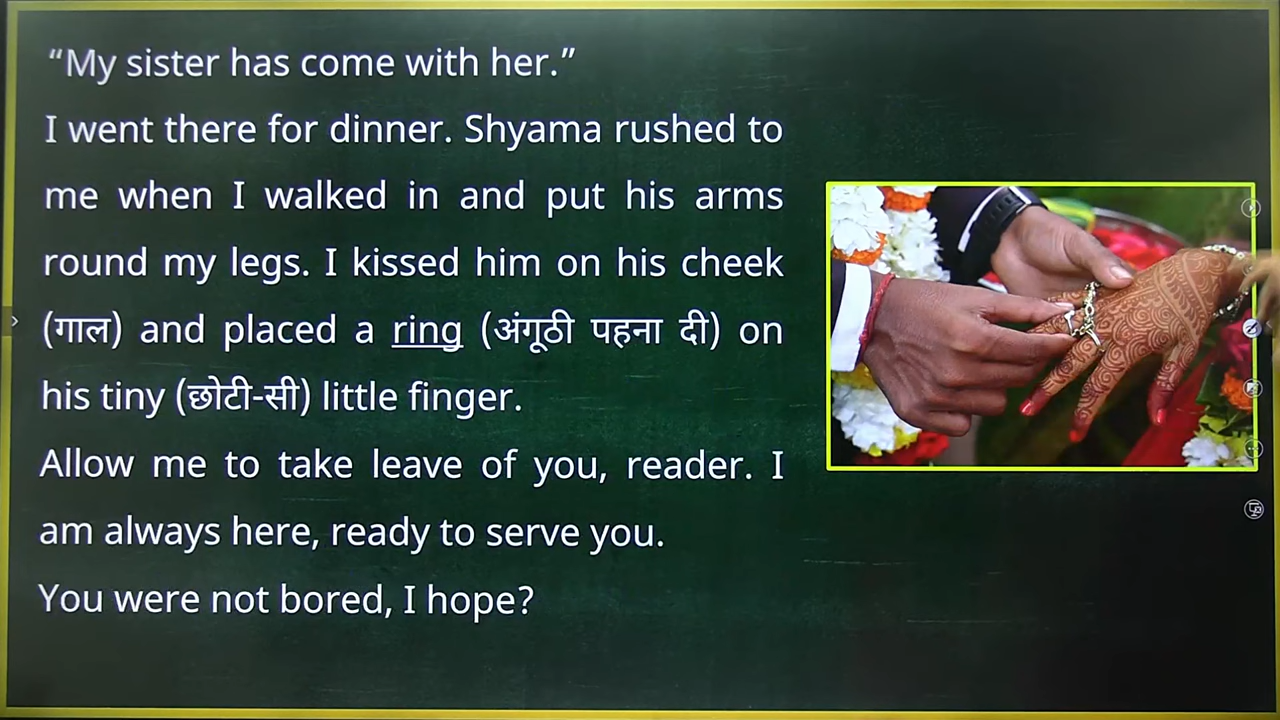 “My sister has come with her.”
I went there for dinner. Shyama rushed to
me when I walked in and put his arms
round my legs. I kissed him on his cheek
(गाल) and placed a ring (अंगूठी पहना दी) on
his tiny (छोटी-सी) little finger.
Allow me to take leave of you, reader. I
am always here, ready to serve you.
You were not bored, I hope?